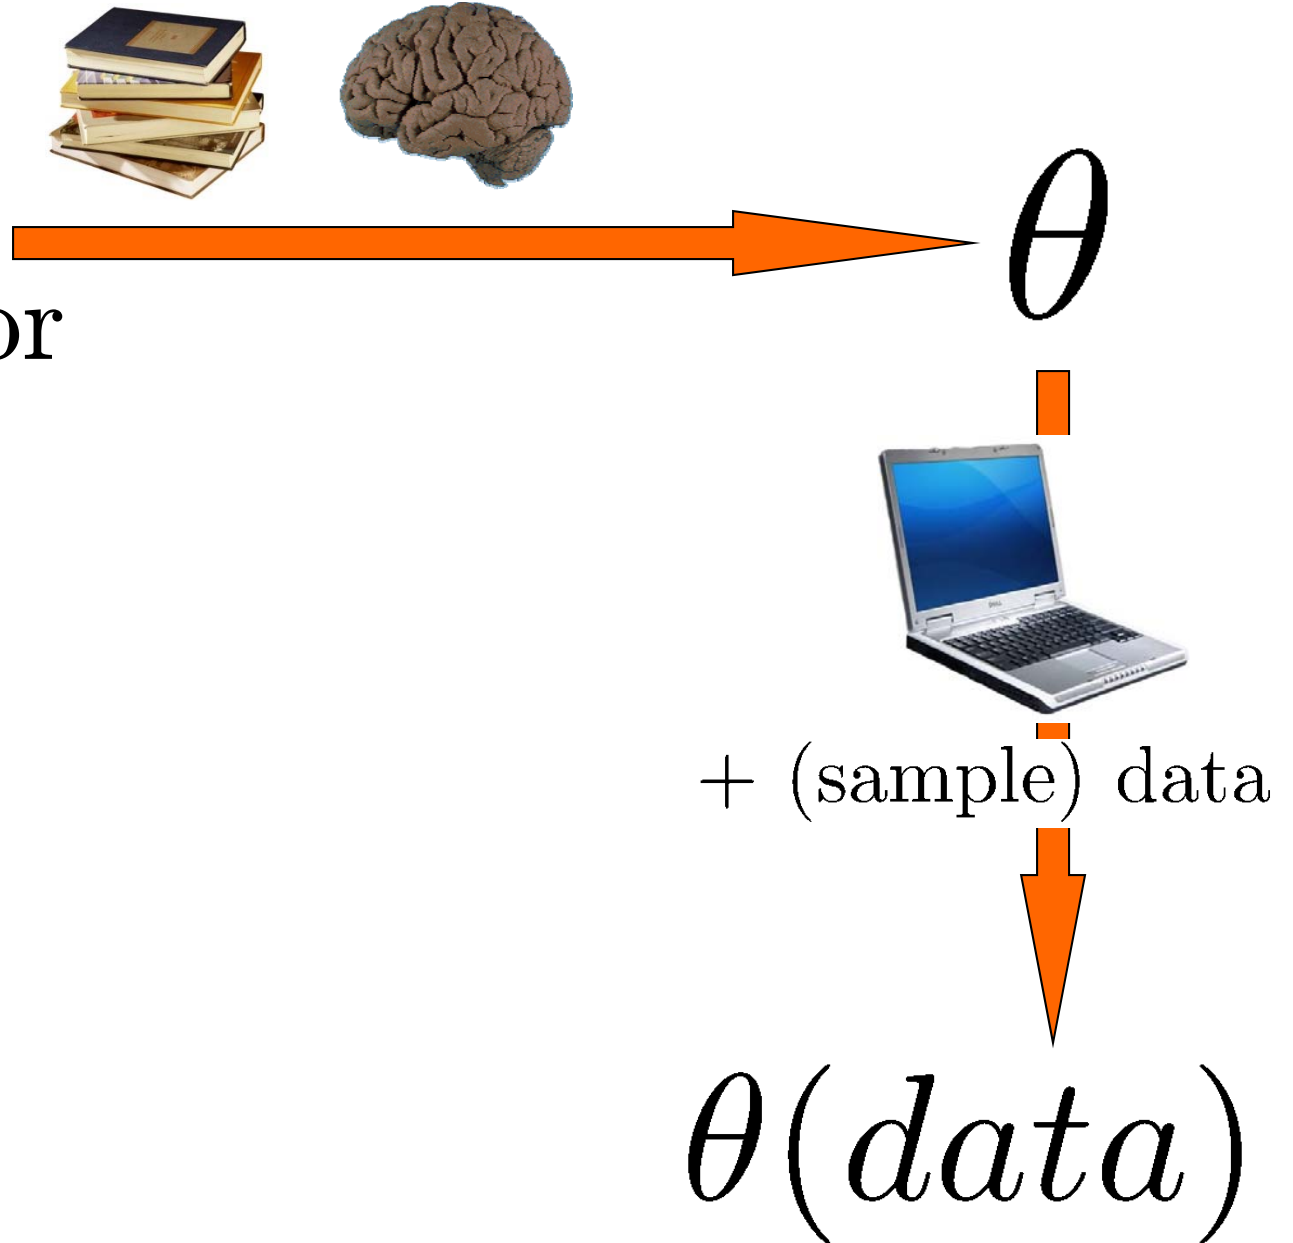 θ
or
+ (sample) data
θ(data)